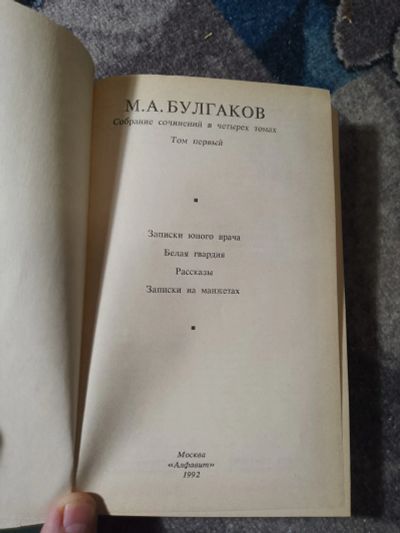 М. А. БУЛГАКОВ
Собрание сочинений в четырех томах
Том первый
Записки юного врача
Белая гвардия
Рассказы
Записки на манжетах
Москва
«Алфавит»
1992